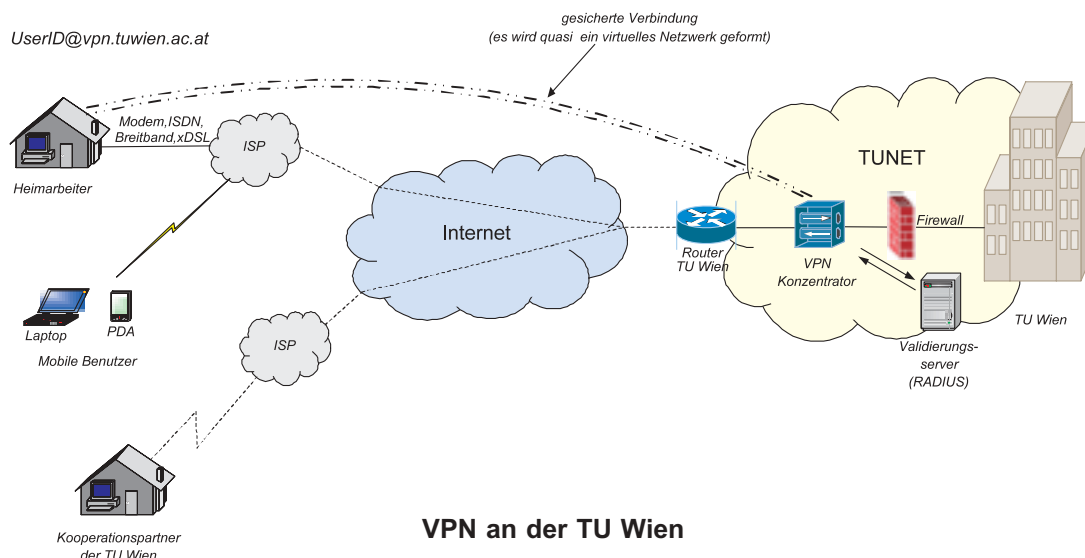 UserID@vpn.tuwien.ac.at
gesicherte Verbindung
(es wird quasi ein virtuelles Netzwerk geformt)
Modem,ISDN,
Breitband,xDSL
ISP
Heimarbeiter
TUNET
Internet
Router
TU Wien
VPN
Konzentrator
Firewall
TU Wien
Laptop
PDA
Mobile Benutzer
ISP
Validierungs-
server
(RADIUS)
Kooperationspartner
der TU Wien
VPN an der TU Wien